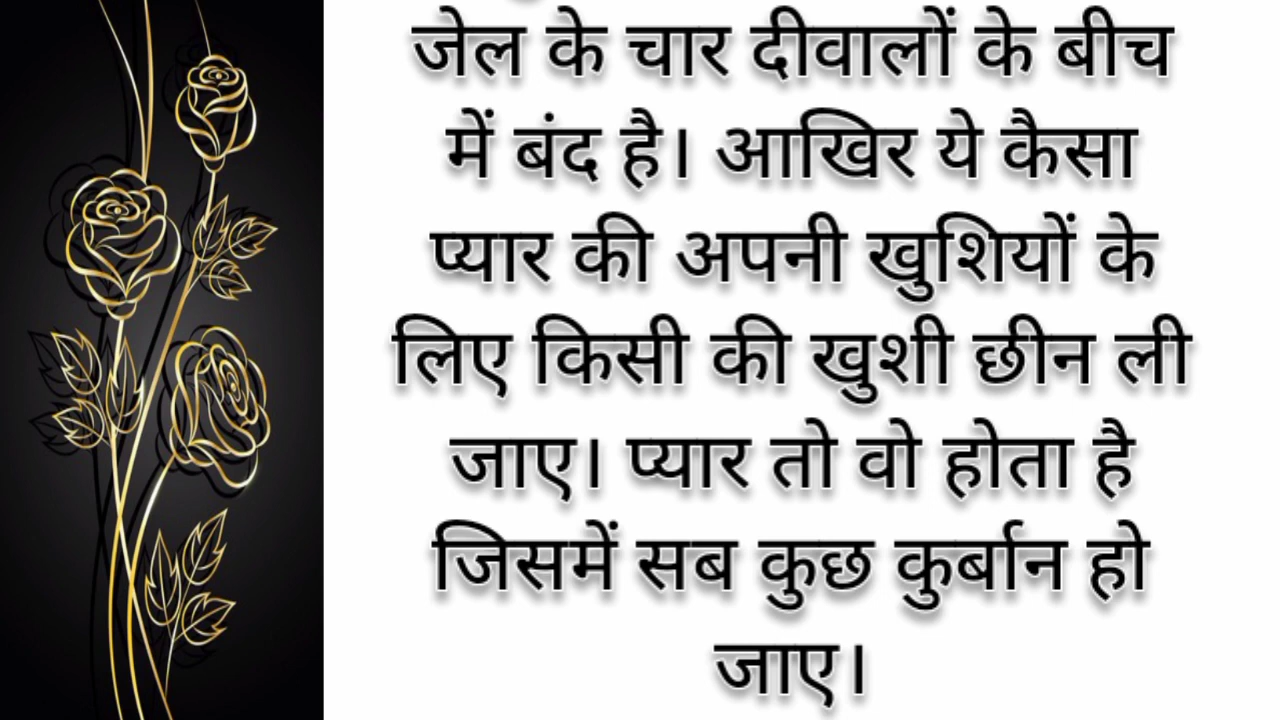 जेल के चार दीवालों के बीच
में बंद है। आखिर ये कैसा
प्यार की अपनी खुशियों के
लिए किसी की खुशी छीन ली
जाए। प्यार तो वो होता है
जिसमें सब कुछ कुर्बान हो
जाए।